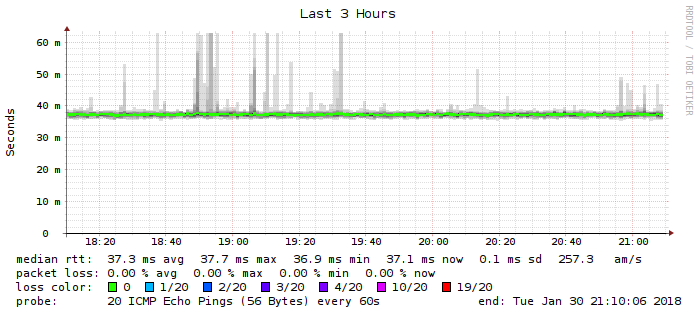 Last 3 Hours
RRDTOOL / TOBI OETIKER
Seconds
60 m
50 m
40 m
30 m
20 m
10 m
0
18:20 18:40 19:00 19:20 19:40 20:00 20:20 20:40 21:00
median rtt: 37.3 ms avg 37.7 ms max 36.9 ms min 37.1 ms now 0.1 ms sd 257.3 am/s
packet loss: 0.00 % avg 0.00 % max 0.00 % min 0.00 % now
loss color: 0 1/20 2/20 3/20 4/20 10/20 19/20
probe: 20 ICMP Echo Pings (56 Bytes) every 60s end: Tue Jan 30 21:10:06 2018